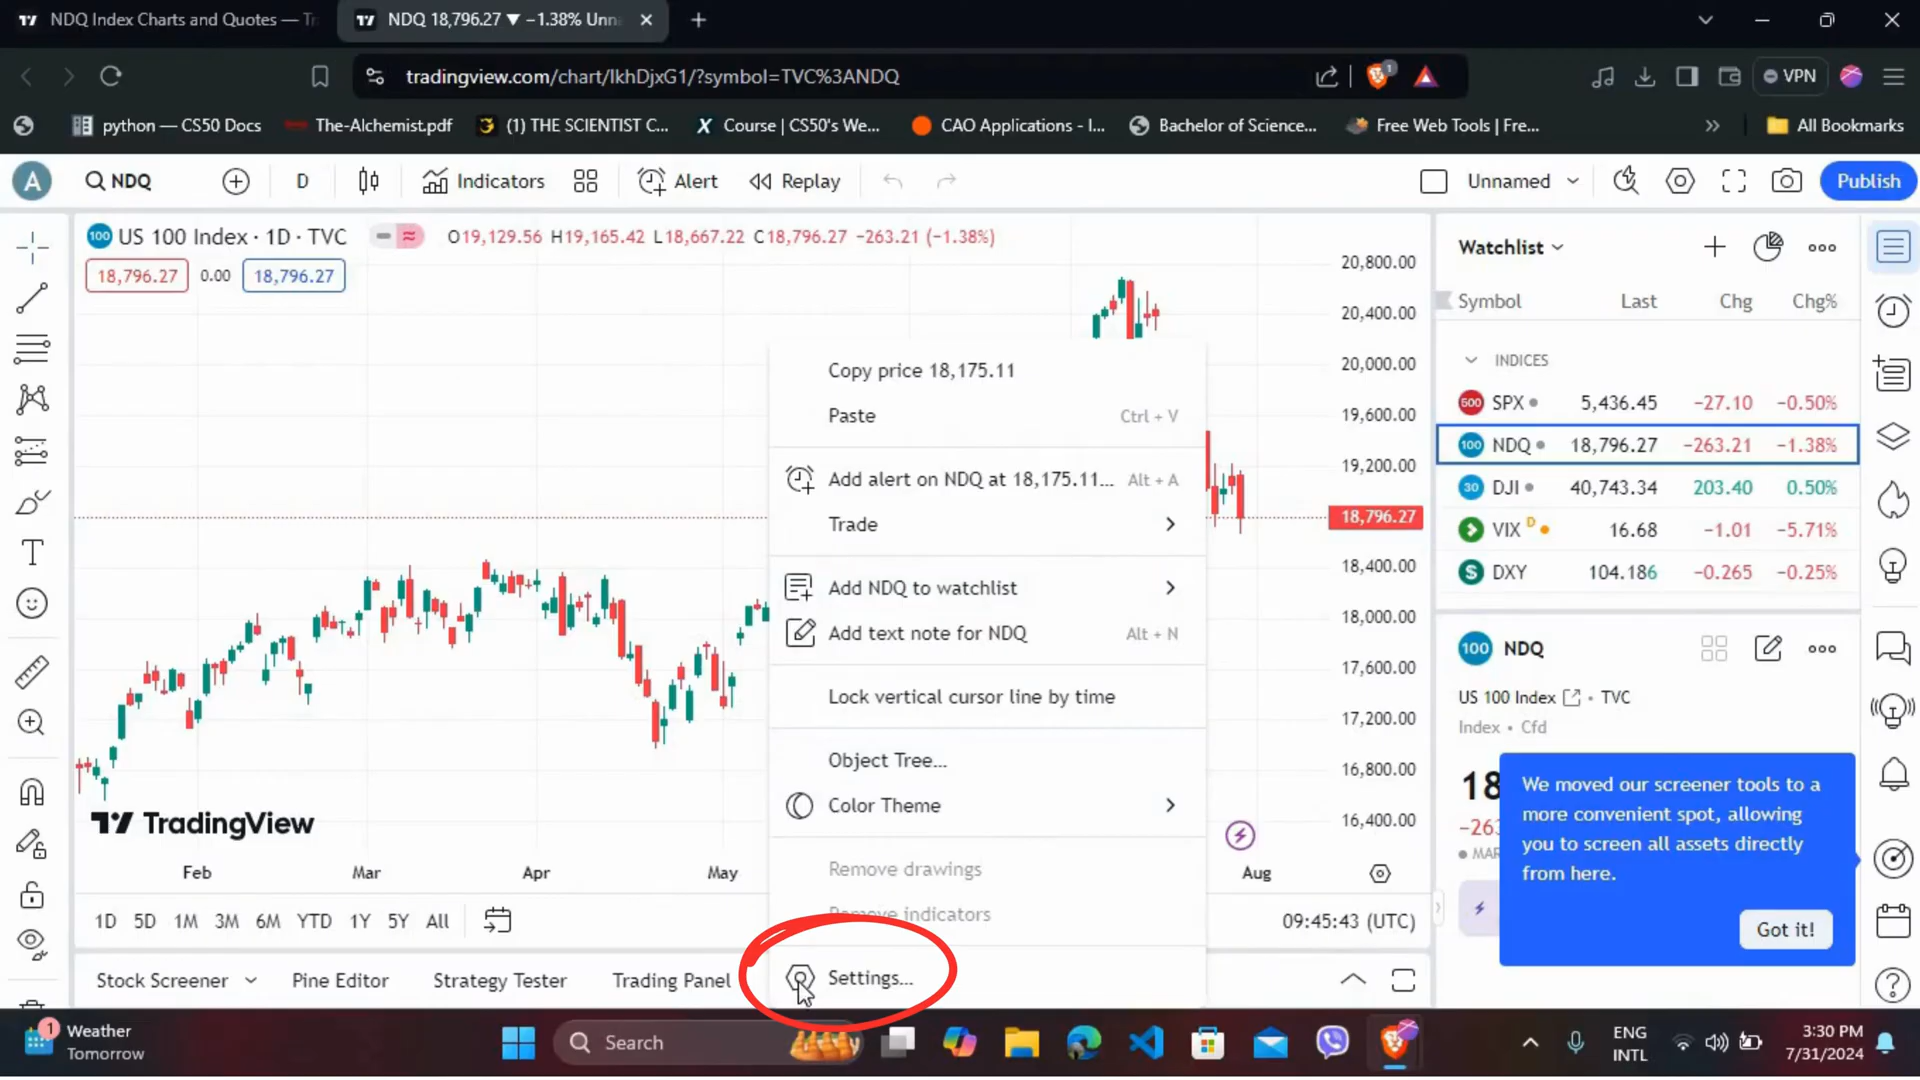 NDQ Index Charts and Quotes — Tr
NDQ 18,796.27 ▼ −1.38% Unn
tradingview.com/chart/IkhDjxG1/?symbol=TVC%3ANDQ
1
VPN
python — CS50 Docs
The-Alchemist.pdf
(1) THE SCIENTIST C...
Course | CS50's We...
CAO Applications - I...
Bachelor of Science...
Free Web Tools | Fre...
All Bookmarks
A
NDQ
D
Indicators
Alert
Replay
Unnamed
Publish
100 US 100 Index · 1D · TVC
O19,129.56 H19,165.42 L18,667.22 C18,796.27 −263.21 (−1.38%)
18,796.27 0.00 18,796.27
20,800.00
20,400.00
20,000.00
19,600.00
19,200.00
18,796.27
18,400.00
18,000.00
17,600.00
17,200.00
16,800.00
16,400.00
Copy price 18,175.11
Paste Ctrl + V
Add alert on NDQ at 18,175.11... Alt + A
Trade
Add NDQ to watchlist
Add text note for NDQ Alt + N
Lock vertical cursor line by time
Object Tree...
Color Theme
Remove drawings
Remove indicators
Settings...
TradingView
Feb Mar Apr May Aug
1D 5D 1M 3M 6M YTD 1Y 5Y All
09:45:43 (UTC)
Stock Screener Pine Editor Strategy Tester Trading Panel
Watchlist
Symbol Last Chg Chg%
INDICES
500 SPX 5,436.45 −27.10 −0.50%
100 NDQ 18,796.27 −263.21 −1.38%
30 DJI 40,743.34 203.40 0.50%
VIX D 16.68 −1.01 −5.71%
S DXY 104.186 −0.265 −0.25%
100 NDQ
US 100 Index • TVC
Index • Cfd
18
−263
MAR
We moved our screener tools to a
more convenient spot, allowing
you to screen all assets directly
from here.
Got it!
1
Weather
Tomorrow
Search
ENG
INTL
3:30 PM
7/31/2024